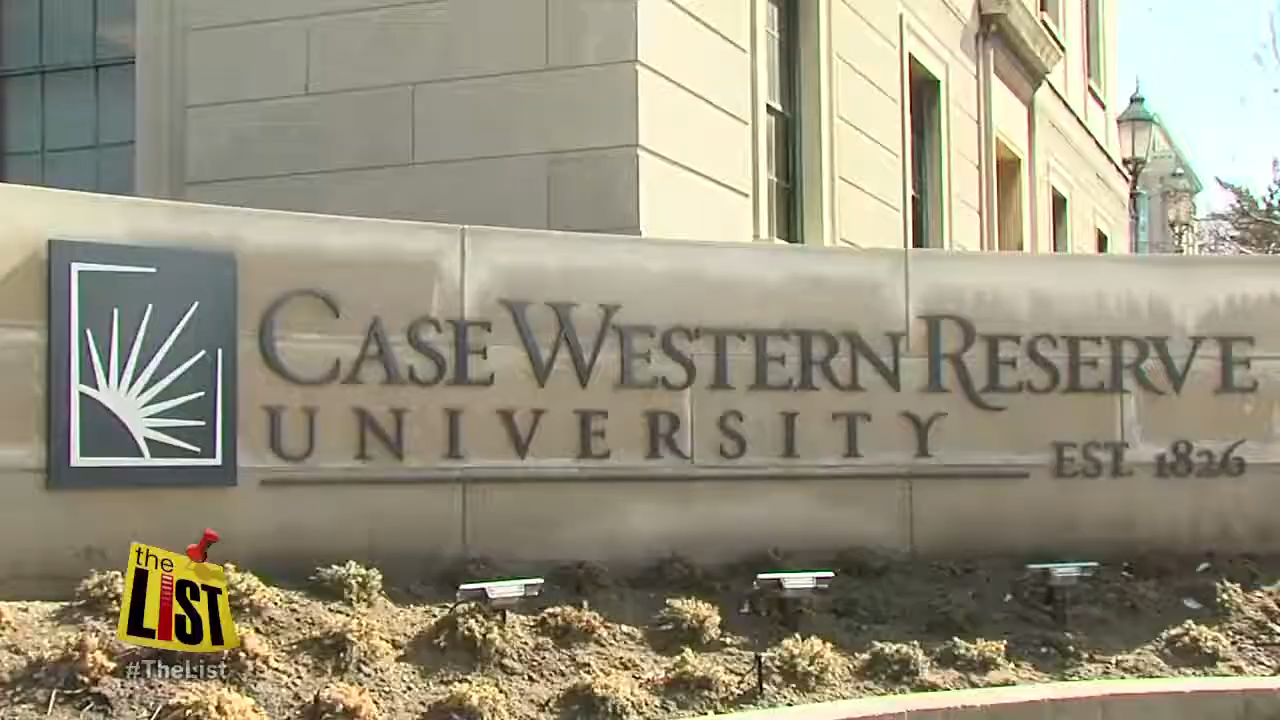 CASE WESTERN RESERVE
UNIVERSITY
EST. 1826
the
LIST
#TheList